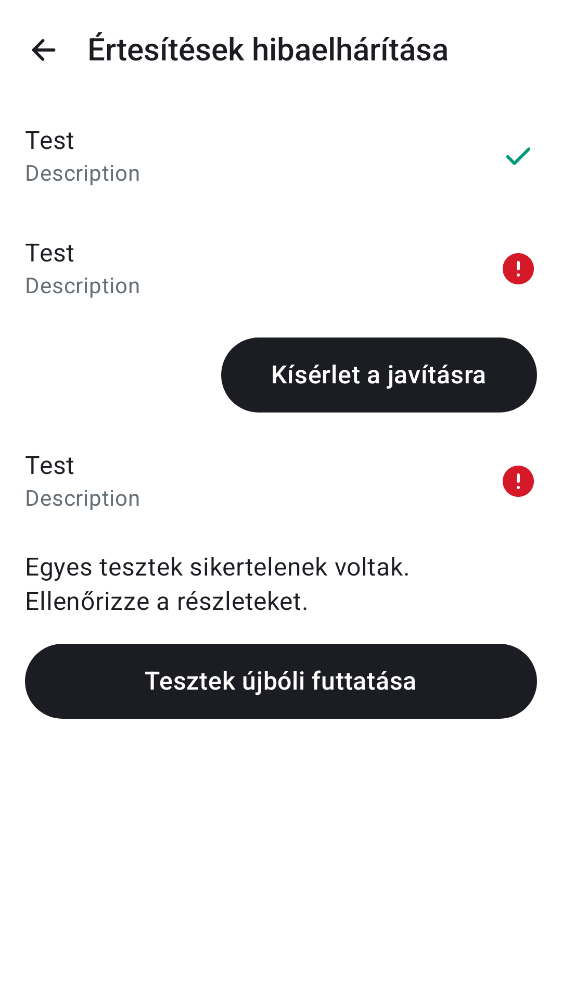 Értesítések hibaelhárítása
Test
Description
Test
Description
Kísérlet a javításra
Test
Description
Egyes tesztek sikertelenek voltak.
Ellenőrizze a részleteket.
Tesztek újbóli futtatása